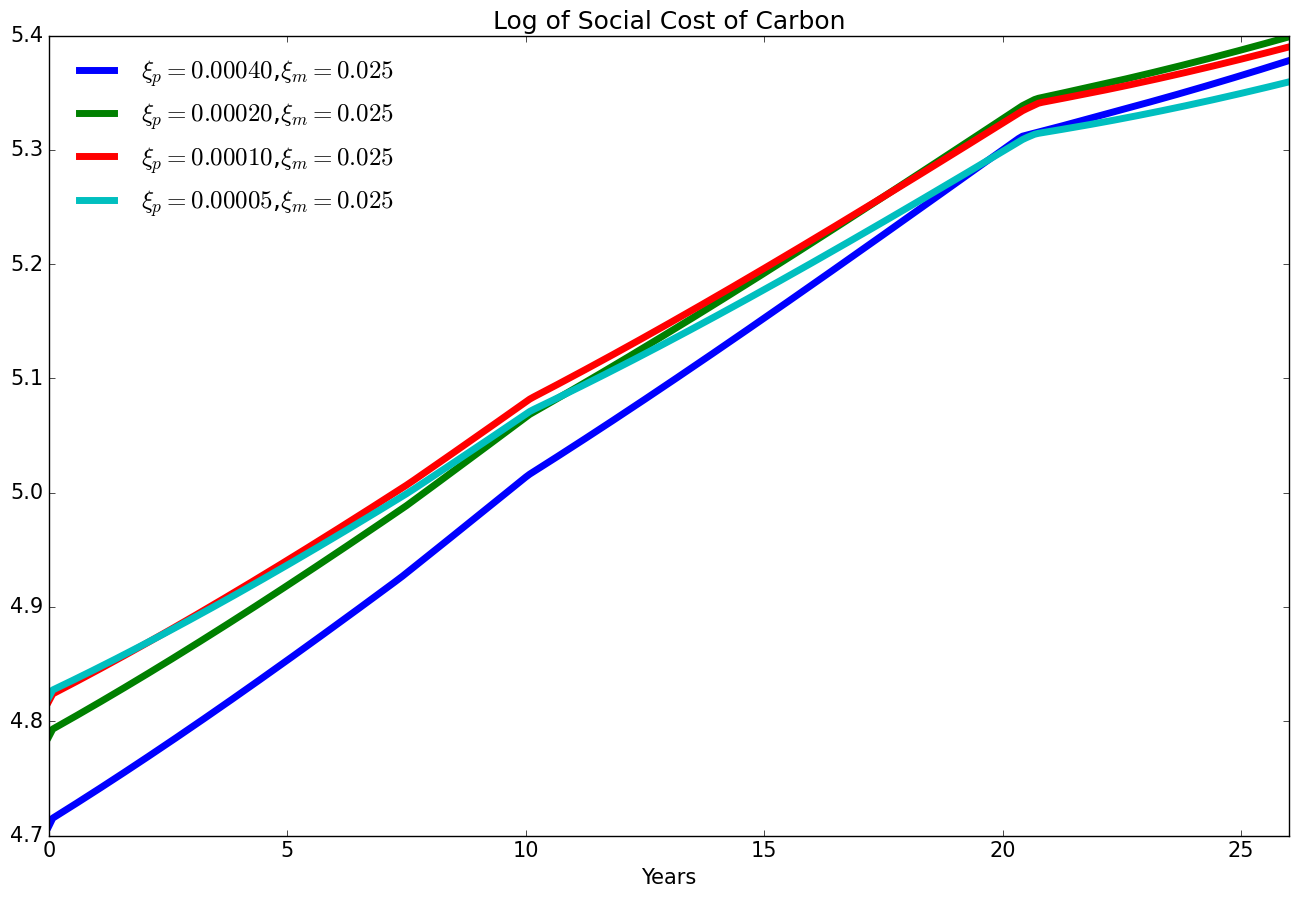 Log of Social Cost of Carbon
5.4
ξp = 0.00040,ξm = 0.025
ξp = 0.00020,ξm = 0.025
5.3
ξp = 0.00010,ξm = 0.025
ξp = 0.00005,ξm = 0.025
5.2
5.1
5.0
4.9
4.8
4.7
0 5 10 15 20 25
Years